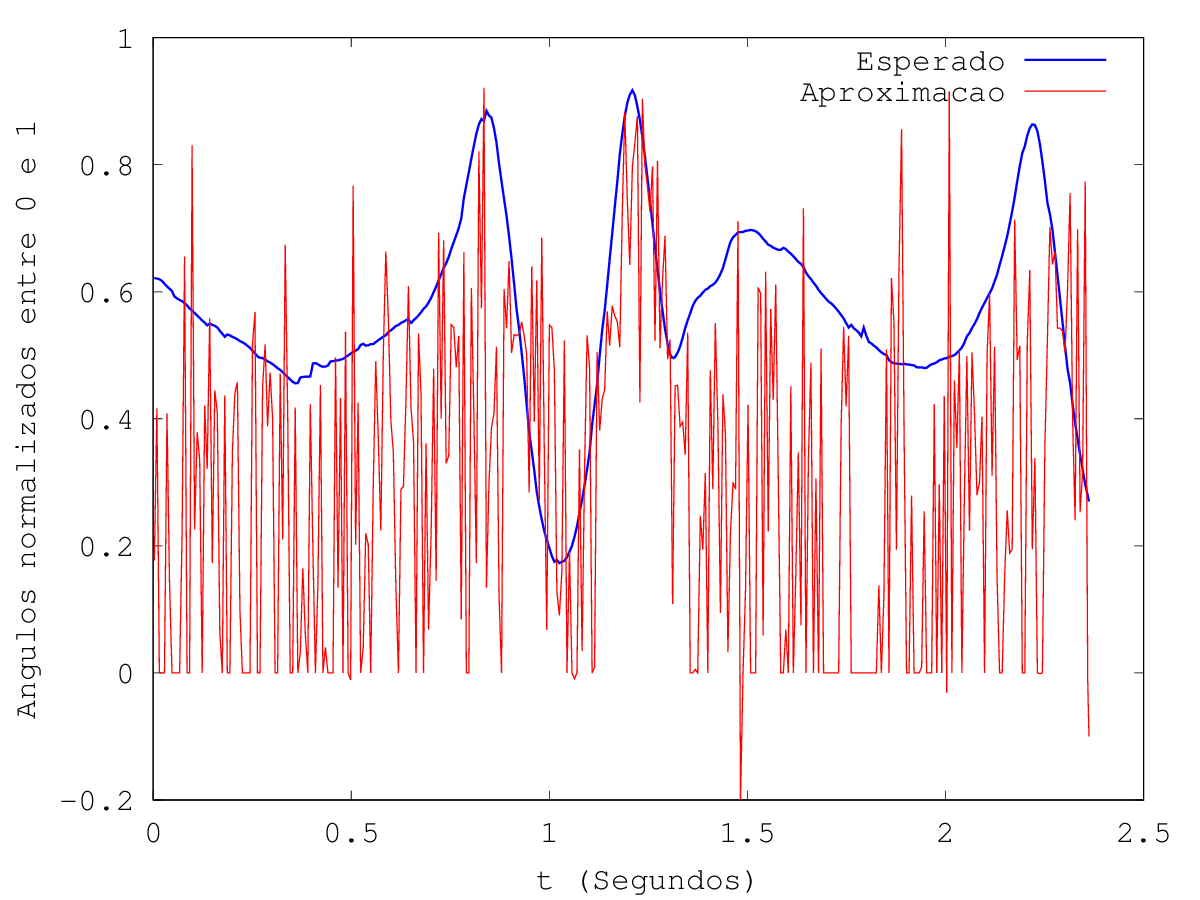 Angulos normalizados entre 0 e 1
1
0.8
0.6
0.4
0.2
0
-0.2
Esperado
Aproximacao
0 0.5 1 1.5 2 2.5
t (Segundos)